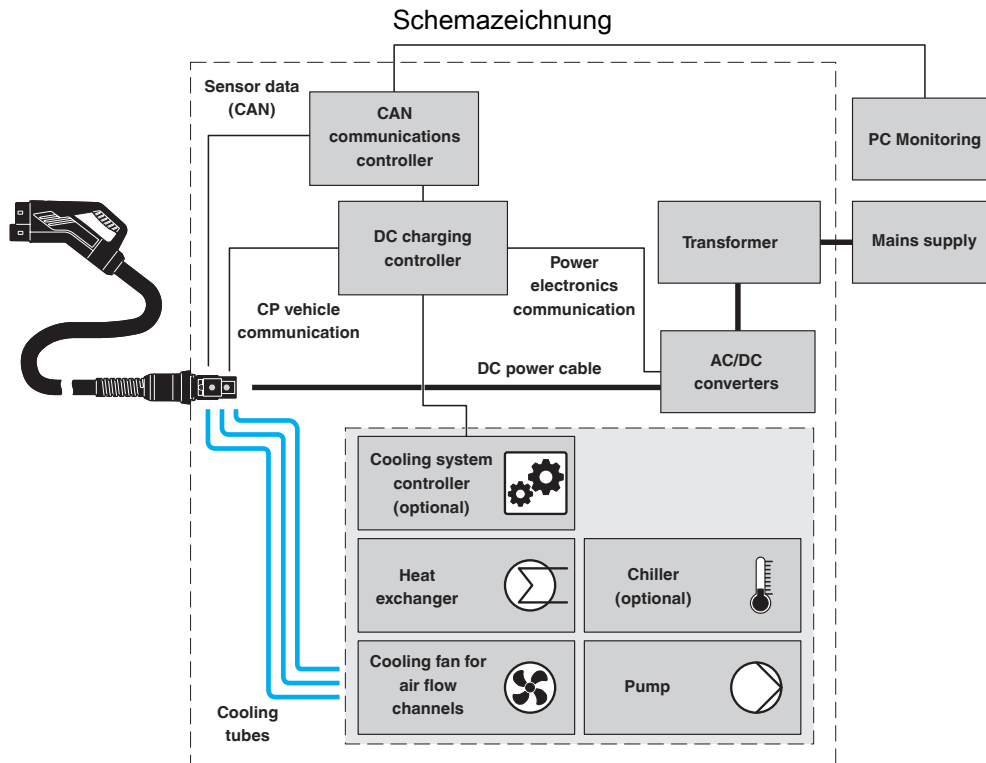 Schemazeichnung
Sensor data
(CAN)
CAN
communications
controller
PC Monitoring
DC charging
controller
Transformer
Mains supply
Power
electronics
communication
CP vehicle
communication
DC power cable
AC/DC
converters
Cooling system
controller
(optional)
Heat
exchanger
Chiller
(optional)
Cooling fan for
air flow
channels
Pump
Cooling
tubes